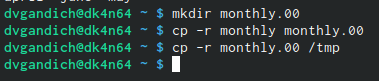 dvgandich@dk4n64 ~ $ mkdir monthly.00
dvgandich@dk4n64 ~ $ cp -r monthly monthly.00
dvgandich@dk4n64 ~ $ cp -r monthly.00 /tmp
dvgandich@dk4n64 ~ $